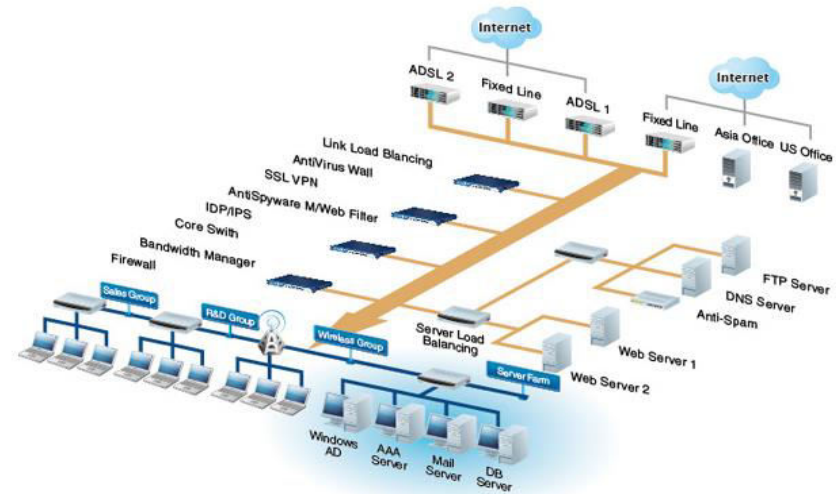 Internet
ADSL 2
Fixed Line
ADSL 1
Internet
Fixed Line
Asia Office
US Office
Link Load Blancing
AntiVirus Wall
SSL VPN
AntiSpyware M/Web Filter
IDP/IPS
Core Swith
Bandwidth Manager
Firewall
Sales Group
R&D Group
Wireless Group
Server Load
Balancing
FTP Server
DNS Server
Anti-Spam
Web Server 1
Web Server 2
Server Farm
Windows
AD
AAA
Server
Mail
Server
DB
Server